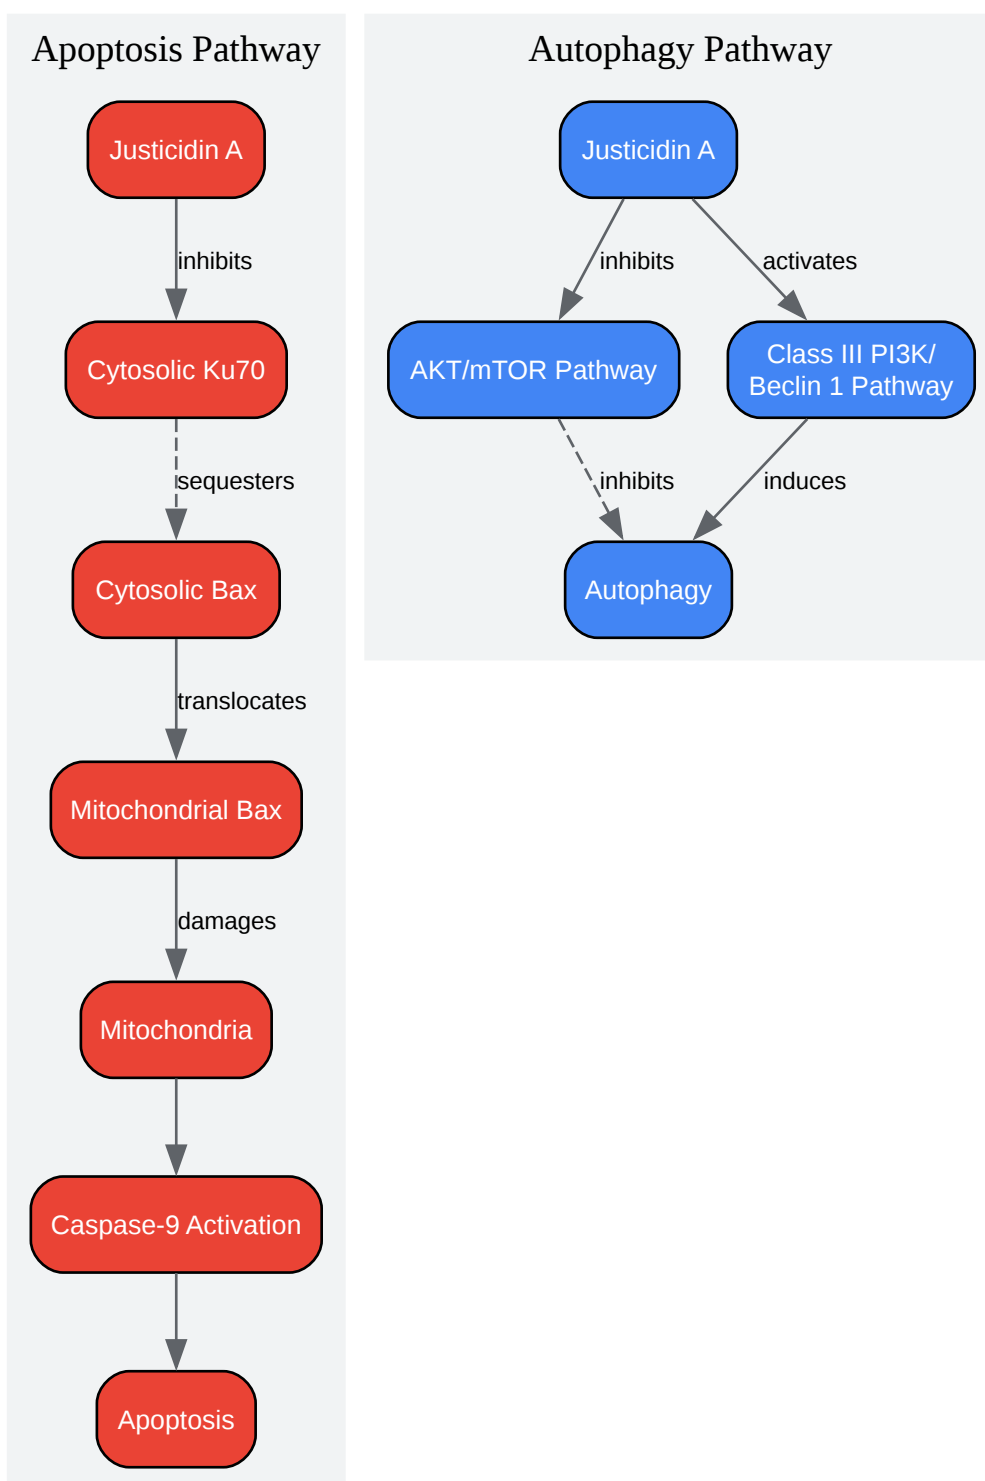 Apoptosis Pathway
Justicidin A
inhibits
Cytosolic Ku70
sequesters
Cytosolic Bax
translocates
Mitochondrial Bax
damages
Mitochondria
Caspase-9 Activation
Apoptosis
Autophagy Pathway
Justicidin A
inhibits
activates
AKT/mTOR Pathway
Class III PI3K/
Beclin 1 Pathway
inhibits
induces
Autophagy